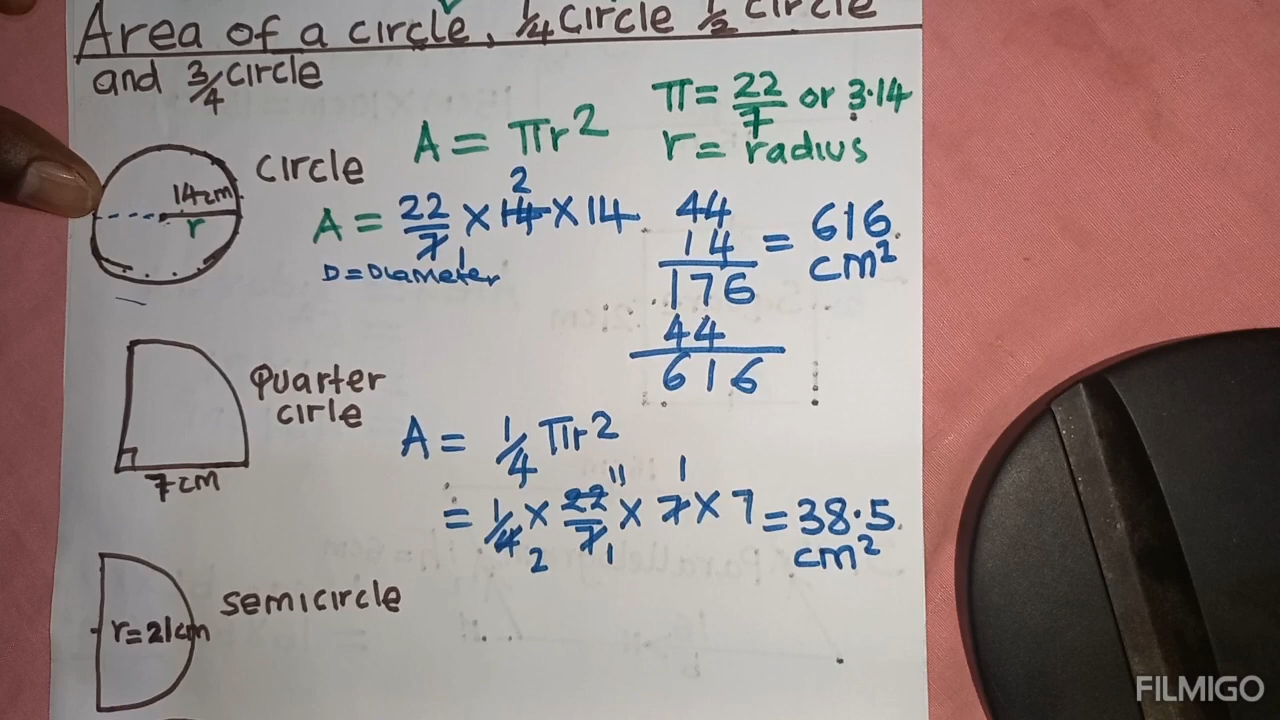 Area of a circle, 1/4 circle 1/2 circle
and 3/4 circle
π = 22/7 or 3.14
A = πr²
r = radius
circle
14cm
r
A = 22/7 × 14 × 14
2
1
D = Diameter
44
14
176
44
616
= 616 cm²
Quarter
cirle
7cm
A = 1/4 πr²
= 1/4 × 22/7 × 7 × 7 = 38.5 cm²
11
1
2
1
semicircle
r = 21cm
FILMIGO